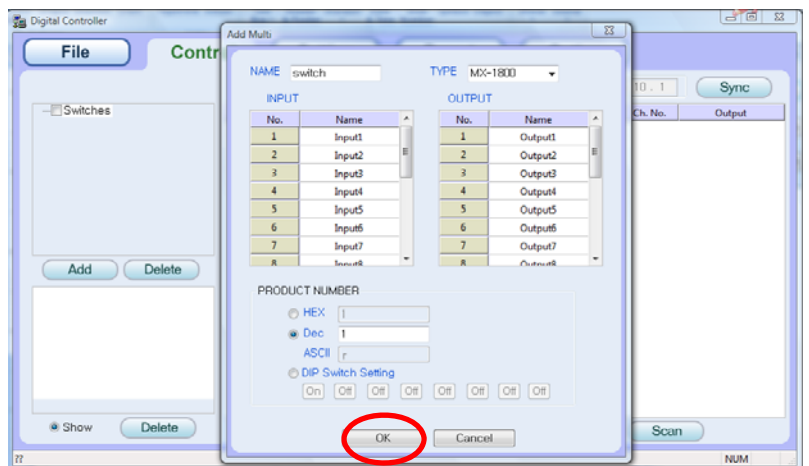 Digital Controller
File
Contr
10 . 1
Sync
Switches
Ch. No. Output
Add Delete
Show Delete
Scan
??
NUM
Add Multi
NAME switch TYPE MX-1800
INPUT OUTPUT
No. Name No. Name
1 Input1 1 Output1
2 Input2 2 Output2
3 Input3 3 Output3
4 Input4 4 Output4
5 Input5 5 Output5
6 Input6 6 Output6
7 Input7 7 Output7
8 Input8 8 Output8
PRODUCT NUMBER
HEX
Dec 1
ASCII r
DIP Switch Setting
On Off Off Off Off Off Off Off
OK Cancel